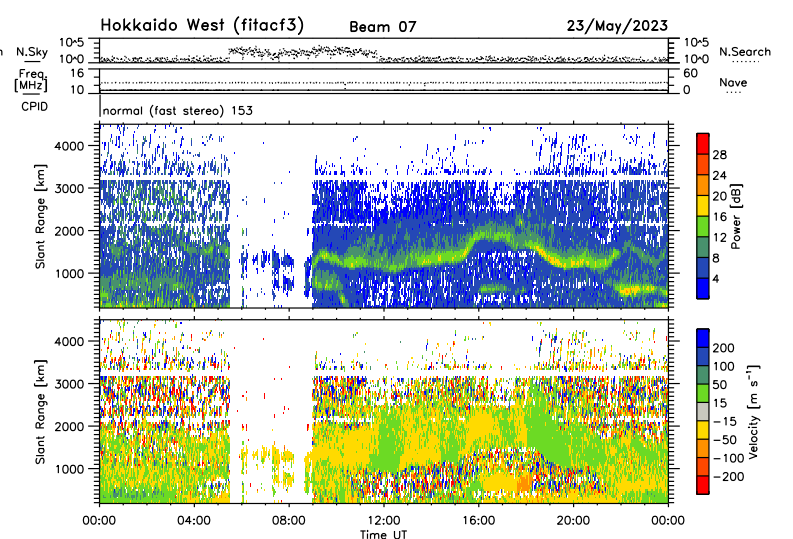 Hokkaido West (fitacf3) Beam 07 23/May/2023
N.Sky 10^5 10^0 10^5 10^0 N.Search
Freq. [MHz] 16 10 60 0 Nave
CPID normal (fast stereo) 153
Slant Range [km]
4000
3000
2000
1000
28
24
20
16
12
8
4
Power [dB]
Slant Range [km]
4000
3000
2000
1000
200
100
50
15
-15
-50
-100
-200
Velocity [m s⁻¹]
00:00 04:00 08:00 12:00 16:00 20:00 00:00
Time UT